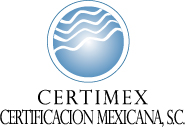 CERTIMEX
CERTIFICACION MEXICANA, S.C.